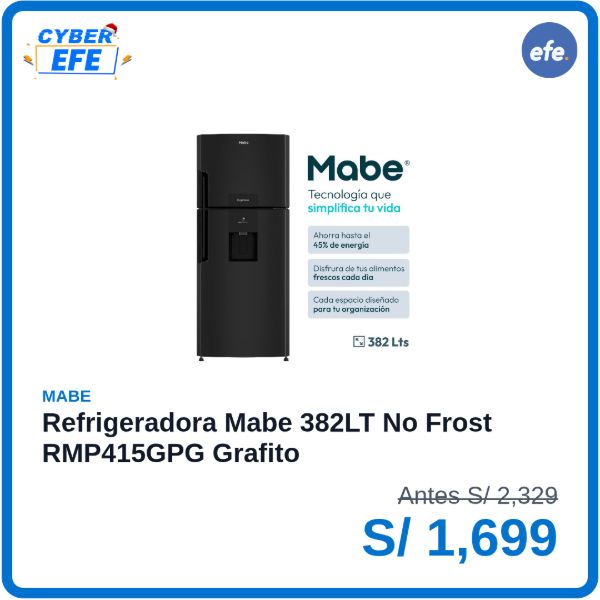 CYBER
EFE
efe.
Mabe
Mabe®
Tecnología que
simplifica tu vida
Ahorra hasta el
45% de energía
Disfruta de tus alimentos
frescos cada día
Cada espacio diseñado
para tu organización
382 Lts
MABE
Refrigeradora Mabe 382LT No Frost
RMP415GPG Grafito
Antes S/ 2,329
S/ 1,699